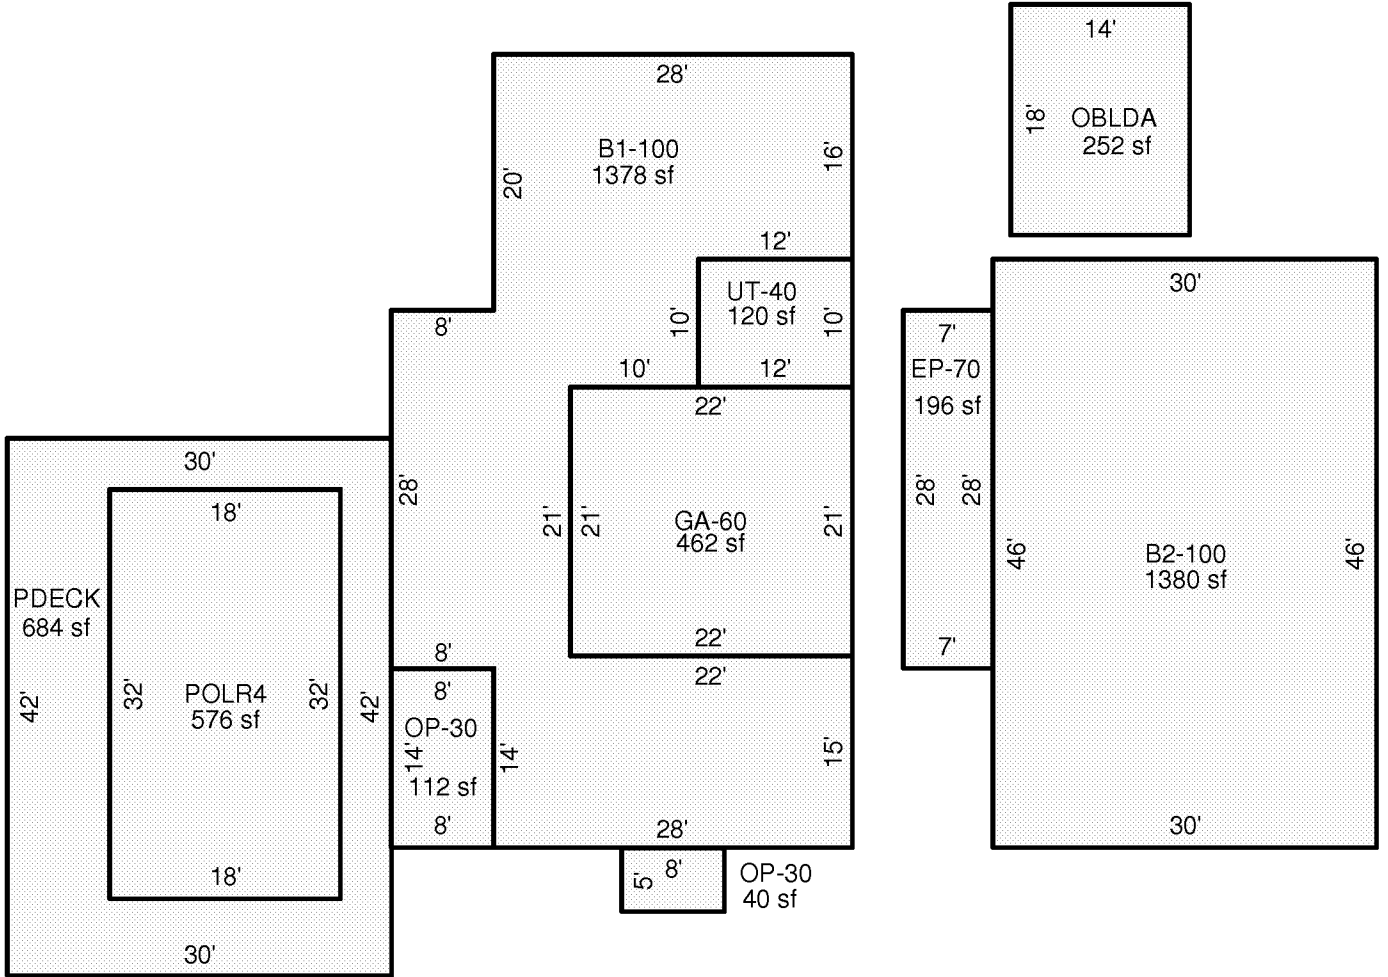 14'
18'
OBLDA
252 sf
28'
B1-100
1378 sf
20'
16'
12'
UT-40
120 sf
10'
10'
12'
8'
10'
22'
28'
21'
21'
GA-60
462 sf
21'
22'
22'
8'
8'
OP-30
14'
112 sf
14'
8'
15'
28'
5'
8'
OP-30
40 sf
30'
18'
PDECK
684 sf
42'
32'
POLR4
576 sf
32'
42'
18'
30'
7'
EP-70
196 sf
28'
28'
7'
30'
46'
B2-100
1380 sf
46'
30'